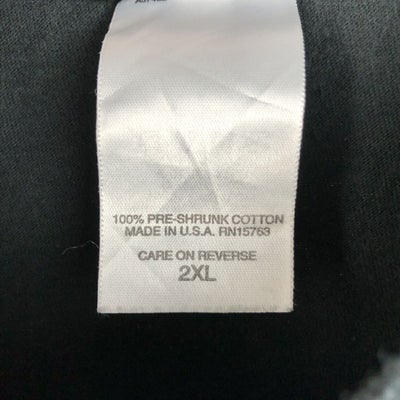 100% PRE-SHRUNK COTTON
MADE IN U.S.A. RN15763
CARE ON REVERSE
2XL